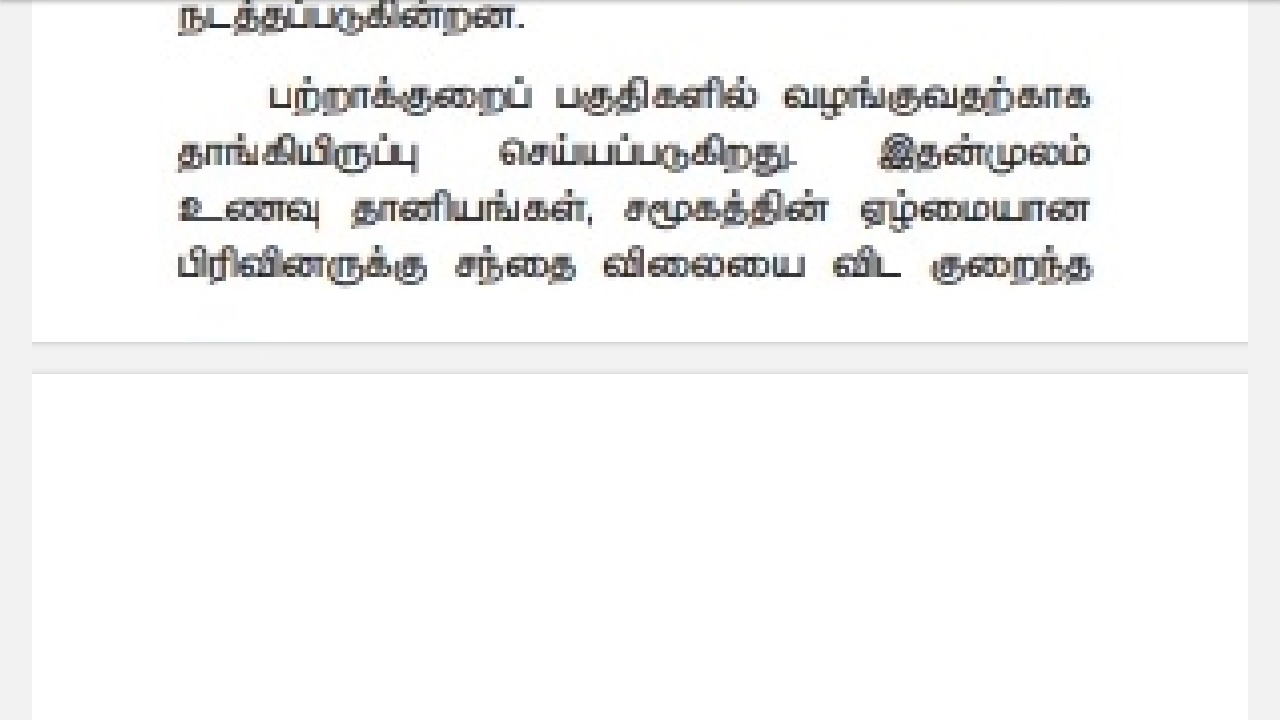 நடத்தப்படுகின்றன.
பற்றாக்குறைப் பகுதிகளில் வழங்குவதற்காக
தாங்கியிருப்பு செய்யப்படுகிறது. இதன்மூலம்
உணவு தானியங்கள், சமூகத்தின் ஏழ்மையான
பிரிவினருக்கு சந்தை விலையை விட குறைந்த